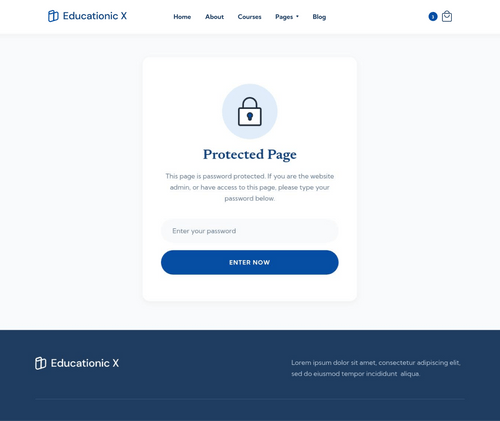 Educationic X
Home About Courses Pages Blog
Protected Page
This page is password protected. If you are the website
admin, or have access to this page, please type your
password below.
Enter your password
ENTER NOW
Educationic X
Lorem ipsum dolor sit amet, consectetur adipiscing elit,
sed do eiusmod tempor incididunt aliqua.